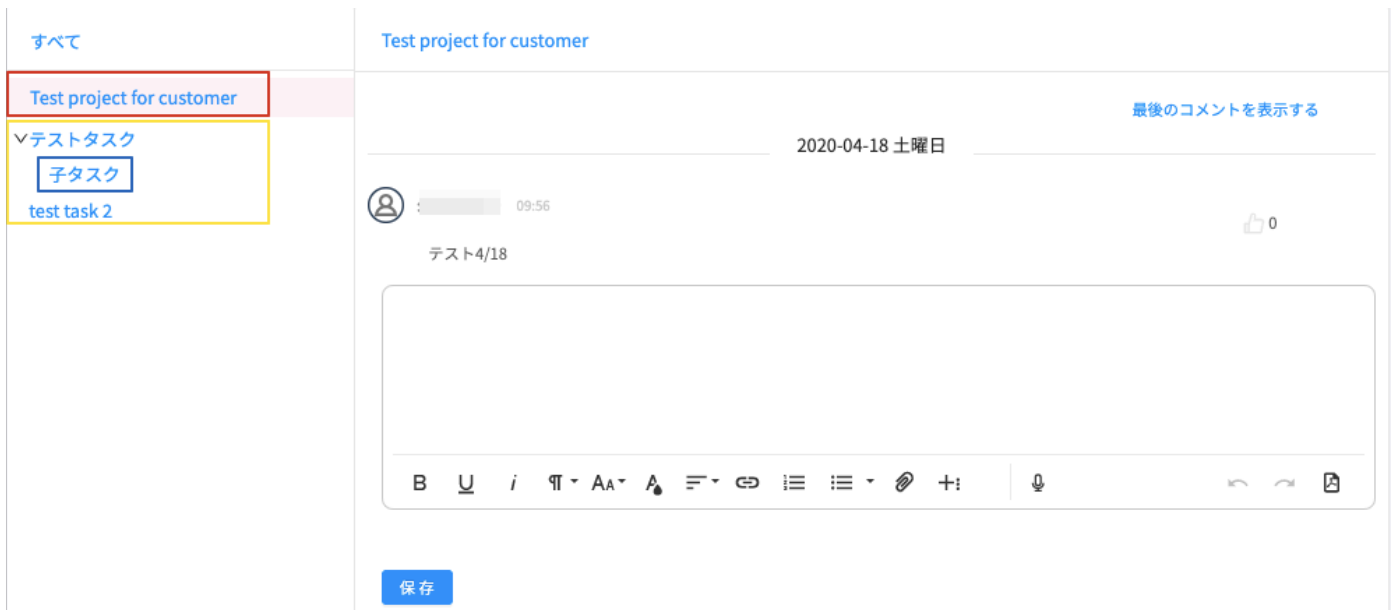 すべて
Test project for customer
テストタスク
子タスク
test task 2
Test project for customer
最後のコメントを表示する
2020-04-18 土曜日
09:56
0
テスト4/18
B U i ¶ AA A
保存